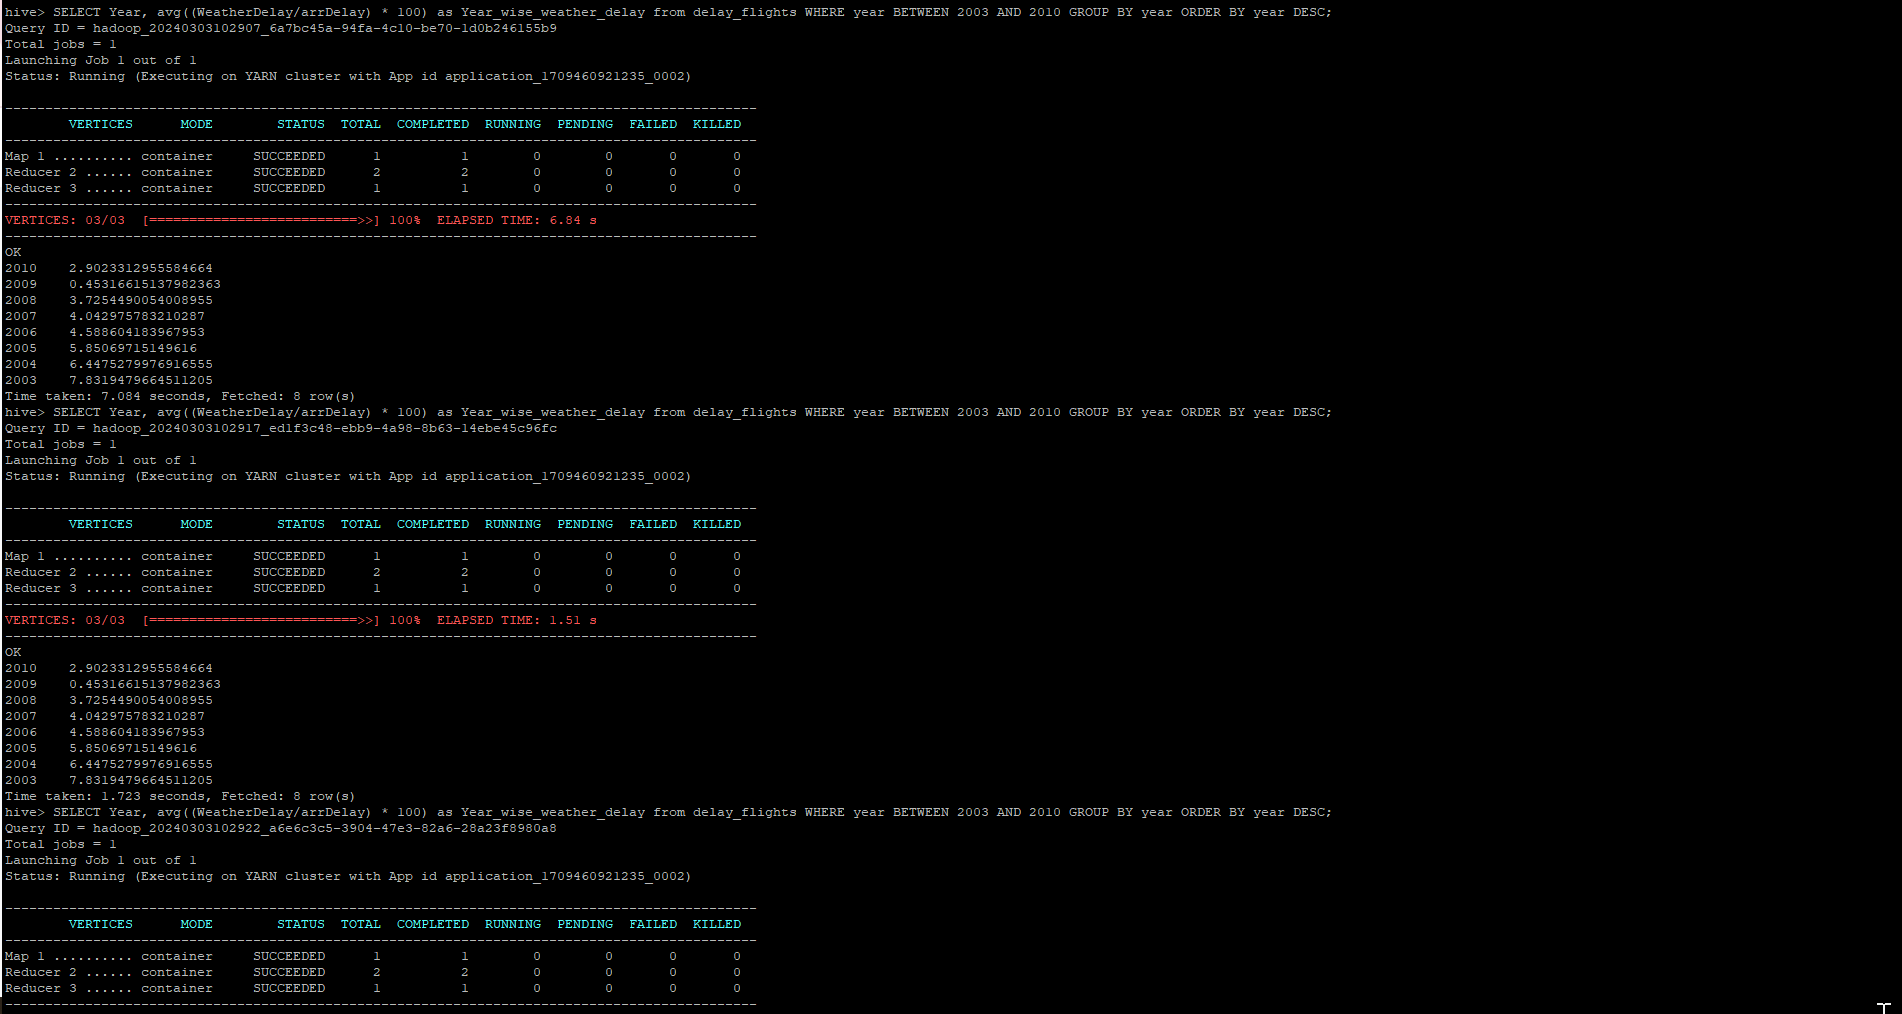 hive> SELECT Year, avg((WeatherDelay/arrDelay) * 100) as Year_wise_weather_delay from delay_flights WHERE year BETWEEN 2003 AND 2010 GROUP BY year ORDER BY year DESC;
Query ID = hadoop_20240303102907_6a7bc45a-94fa-4c10-be70-1d0b246155b9
Total jobs = 1
Launching Job 1 out of 1
Status: Running (Executing on YARN cluster with App id application_1709460921235_0002)
----------------------------------------------------------------------------------------------
        VERTICES      MODE        STATUS  TOTAL  COMPLETED  RUNNING  PENDING  FAILED  KILLED
----------------------------------------------------------------------------------------------
Map 1 .......... container     SUCCEEDED      1          1        0        0       0       0
Reducer 2 ...... container     SUCCEEDED      2          2        0        0       0       0
Reducer 3 ...... container     SUCCEEDED      1          1        0        0       0       0
----------------------------------------------------------------------------------------------
VERTICES: 03/03  [==========================>>] 100%  ELAPSED TIME: 6.84 s
----------------------------------------------------------------------------------------------
OK
2010    2.9023312955584664
2009    0.45316615137982363
2008    3.7254490054008955
2007    4.042975783210287
2006    4.588604183967953
2005    5.85069715149616
2004    6.4475279976916555
2003    7.8319479664511205
Time taken: 7.084 seconds, Fetched: 8 row(s)
hive> SELECT Year, avg((WeatherDelay/arrDelay) * 100) as Year_wise_weather_delay from delay_flights WHERE year BETWEEN 2003 AND 2010 GROUP BY year ORDER BY year DESC;
Query ID = hadoop_20240303102917_ed1f3c48-ebb9-4a98-8b63-14ebe45c96fc
Total jobs = 1
Launching Job 1 out of 1
Status: Running (Executing on YARN cluster with App id application_1709460921235_0002)
----------------------------------------------------------------------------------------------
        VERTICES      MODE        STATUS  TOTAL  COMPLETED  RUNNING  PENDING  FAILED  KILLED
----------------------------------------------------------------------------------------------
Map 1 .......... container     SUCCEEDED      1          1        0        0       0       0
Reducer 2 ...... container     SUCCEEDED      2          2        0        0       0       0
Reducer 3 ...... container     SUCCEEDED      1          1        0        0       0       0
----------------------------------------------------------------------------------------------
VERTICES: 03/03  [==========================>>] 100%  ELAPSED TIME: 1.51 s
----------------------------------------------------------------------------------------------
OK
2010    2.9023312955584664
2009    0.45316615137982363
2008    3.7254490054008955
2007    4.042975783210287
2006    4.588604183967953
2005    5.85069715149616
2004    6.4475279976916555
2003    7.8319479664511205
Time taken: 1.723 seconds, Fetched: 8 row(s)
hive> SELECT Year, avg((WeatherDelay/arrDelay) * 100) as Year_wise_weather_delay from delay_flights WHERE year BETWEEN 2003 AND 2010 GROUP BY year ORDER BY year DESC;
Query ID = hadoop_20240303102922_a6e6c3c5-3904-47e3-82a6-28a23f8980a8
Total jobs = 1
Launching Job 1 out of 1
Status: Running (Executing on YARN cluster with App id application_1709460921235_0002)
----------------------------------------------------------------------------------------------
        VERTICES      MODE        STATUS  TOTAL  COMPLETED  RUNNING  PENDING  FAILED  KILLED
----------------------------------------------------------------------------------------------
Map 1 .......... container     SUCCEEDED      1          1        0        0       0       0
Reducer 2 ...... container     SUCCEEDED      2          2        0        0       0       0
Reducer 3 ...... container     SUCCEEDED      1          1        0        0       0       0
----------------------------------------------------------------------------------------------